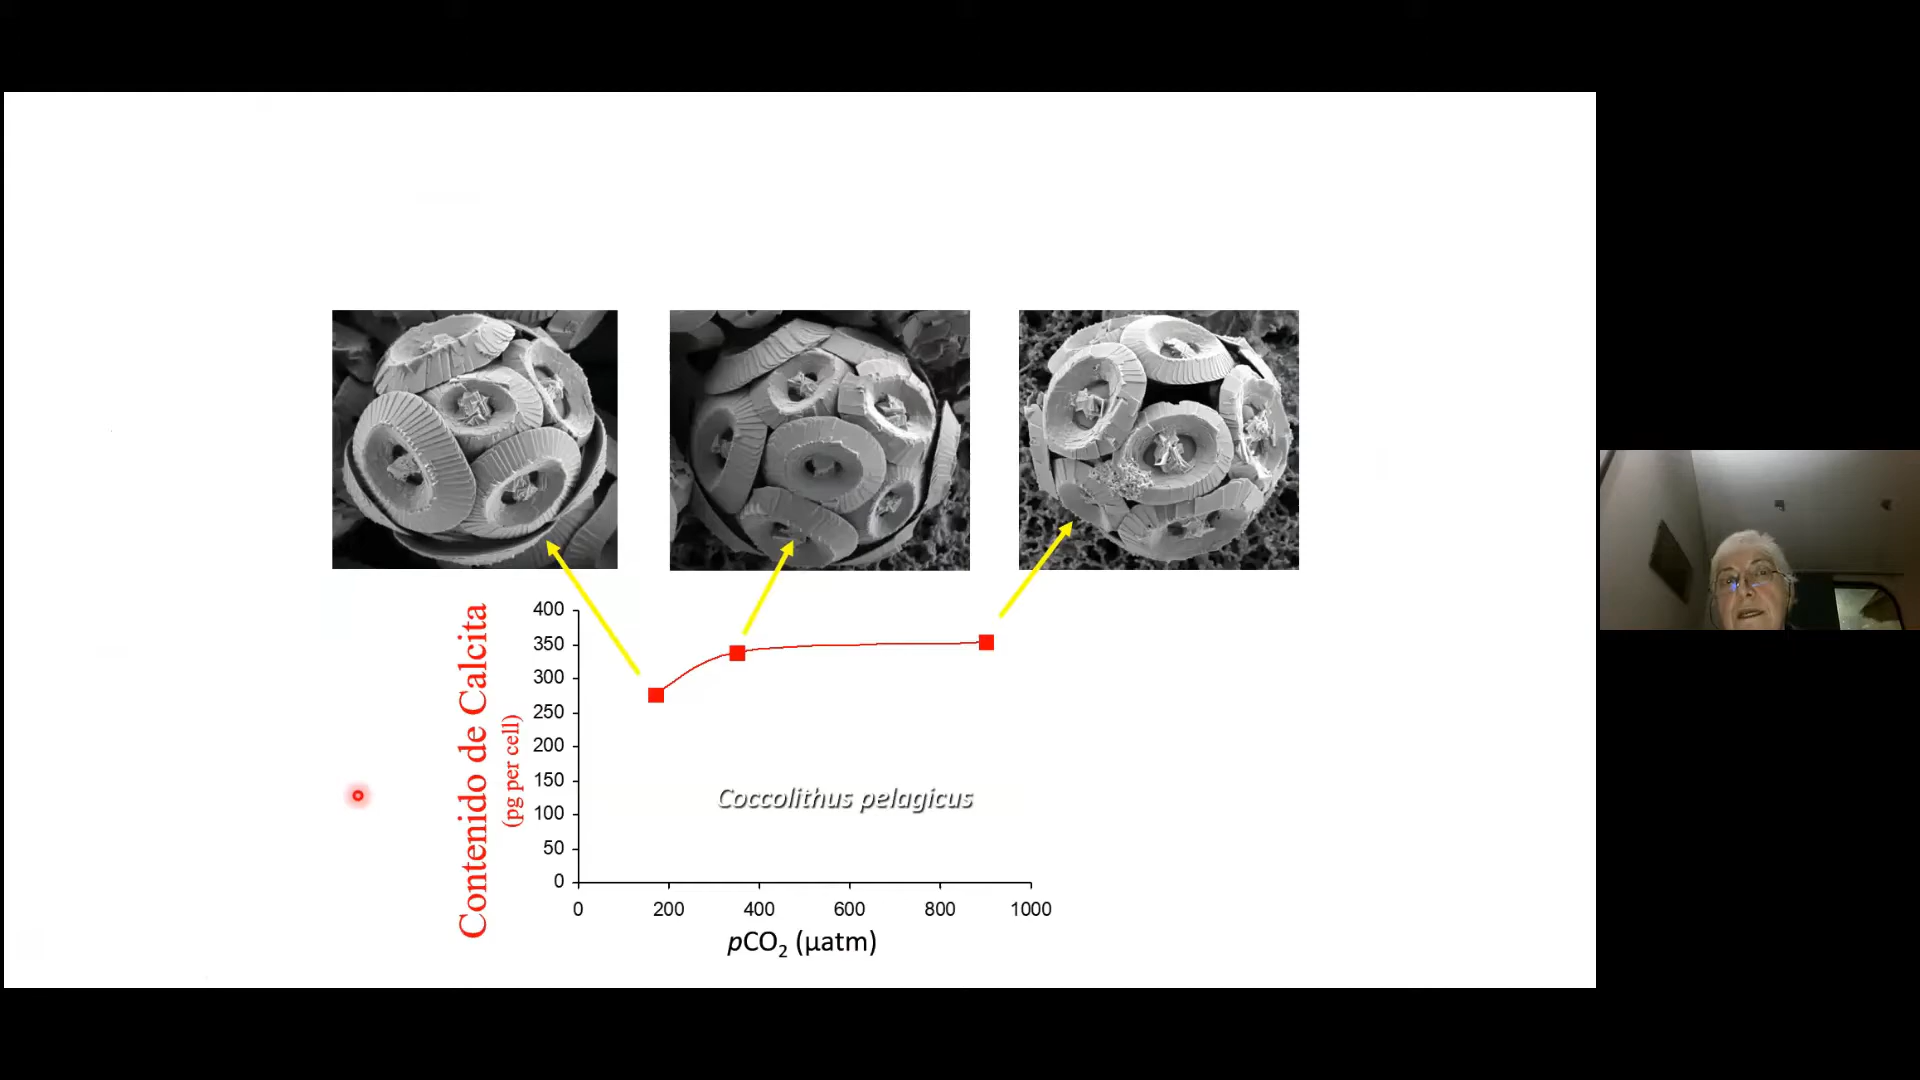 Contenido de Calcita
(pg per cell)
400
350
300
250
200
150
100
50
0
Coccolithus pelagicus
0 200 400 600 800 1000
pCO₂ (µatm)